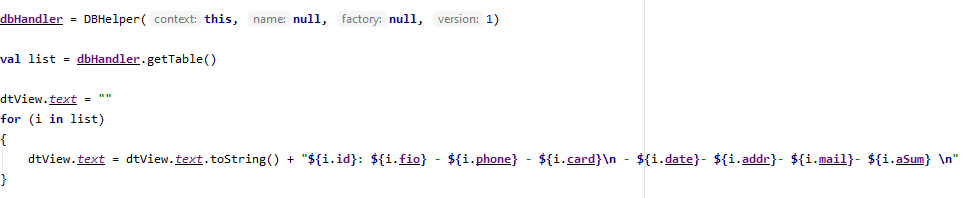 dbHandler = DBHelper( context: this, name: null, factory: null, version: 1)
val list = dbHandler.getTable()
dtView.text = ""
for (i in list)
{
dtView.text = dtView.text.toString() + "${i.id}: ${i.fio} - ${i.phone} - ${i.card}\n - ${i.date}- ${i.addr}- ${i.mail}- ${i.aSum} \n"
}